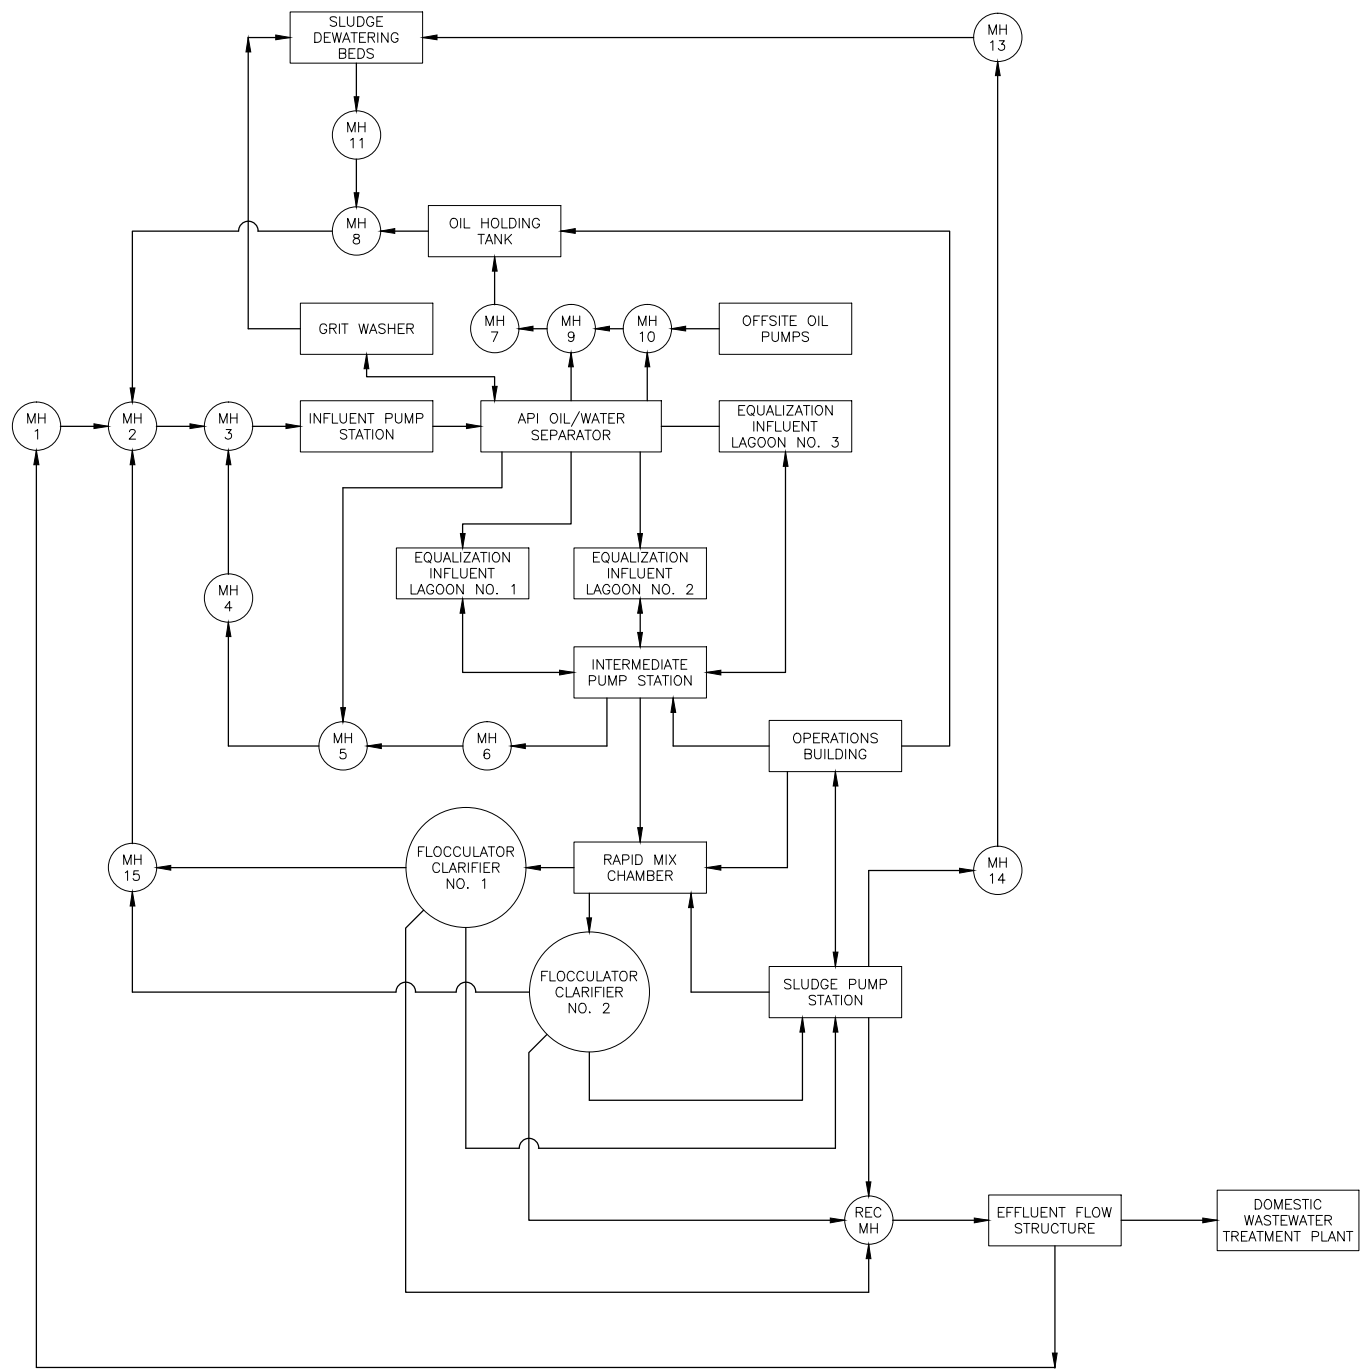 SLUDGE
DEWATERING
BEDS
MH
13
MH
11
MH
8
OIL HOLDING
TANK
GRIT WASHER
MH
7
MH
9
MH
10
OFFSITE OIL
PUMPS
MH
1
MH
2
MH
3
INFLUENT PUMP
STATION
API OIL/WATER
SEPARATOR
EQUALIZATION
INFLUENT
LAGOON NO. 3
EQUALIZATION
INFLUENT
LAGOON NO. 1
EQUALIZATION
INFLUENT
LAGOON NO. 2
MH
4
INTERMEDIATE
PUMP STATION
MH
5
MH
6
OPERATIONS
BUILDING
MH
15
FLOCCULATOR
CLARIFIER
NO. 1
RAPID MIX
CHAMBER
MH
14
FLOCCULATOR
CLARIFIER
NO. 2
SLUDGE PUMP
STATION
REC
MH
EFFLUENT FLOW
STRUCTURE
DOMESTIC
WASTEWATER
TREATMENT PLANT